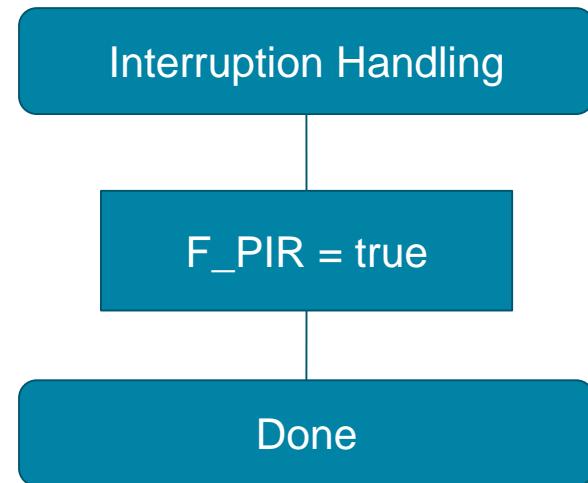 Interruption Handling
F_PIR = true
Done